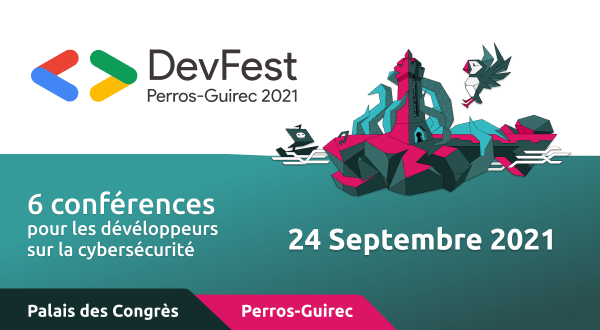 DevFest
Perros-Guirec 2021
6 conférences
pour les dévéloppeurs
sur la cybersécurité
24 Septembre 2021
Palais des Congrès
Perros-Guirec